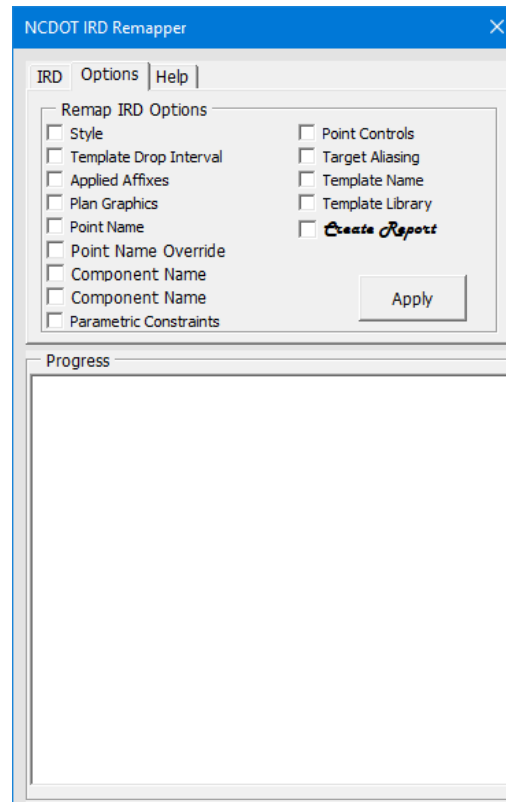 NCDOT IRD Remapper
IRD Options Help
Remap IRD Options
Style
Template Drop Interval
Applied Affixes
Plan Graphics
Point Name
Point Name Override
Component Name
Component Name
Parametric Constraints
Point Controls
Target Aliasing
Template Name
Template Library
Create Report
Apply
Progress